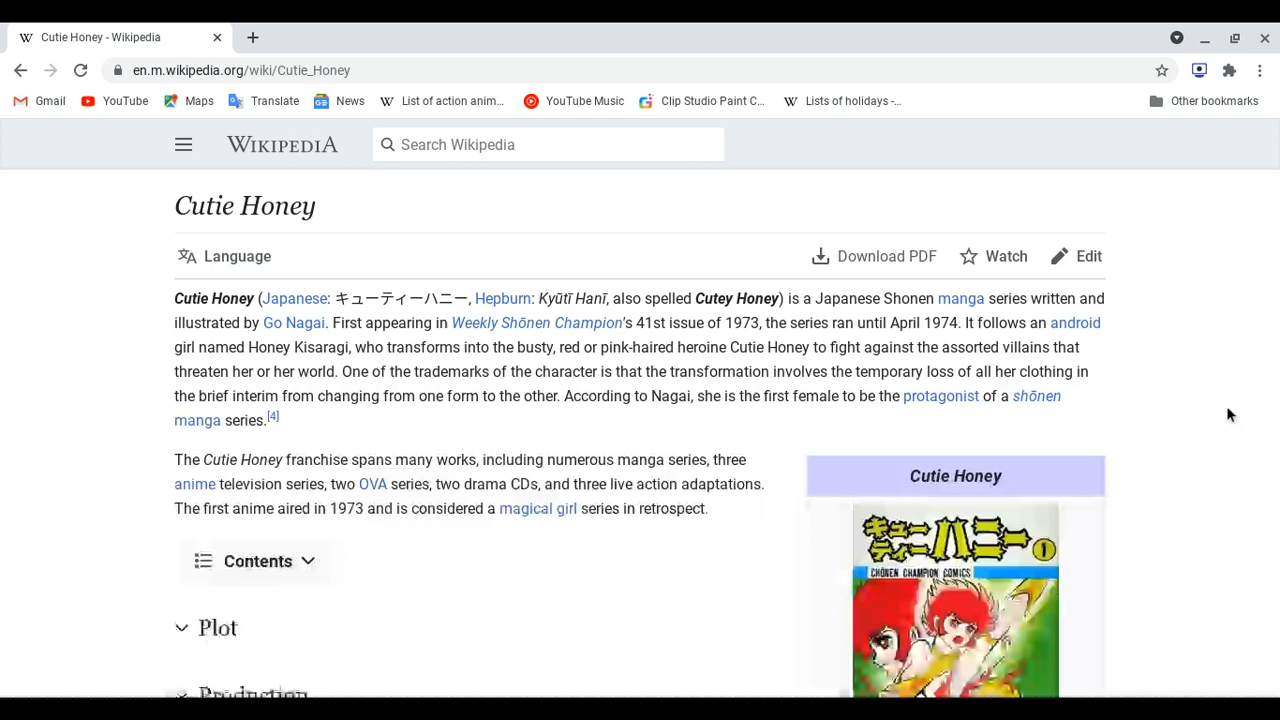 Cutie Honey - Wikipedia
en.m.wikipedia.org/wiki/Cutie_Honey
Gmail YouTube Maps Translate News List of action anim... YouTube Music Clip Studio Paint C... Lists of holidays -... Other bookmarks
WIKIPEDIA Search Wikipedia
Cutie Honey
Language Download PDF Watch Edit
Cutie Honey (Japanese: キューティーハニー, Hepburn: Kyūtī Hanī, also spelled Cutey Honey) is a Japanese Shonen manga series written and
illustrated by Go Nagai. First appearing in Weekly Shōnen Champion's 41st issue of 1973, the series ran until April 1974. It follows an android
girl named Honey Kisaragi, who transforms into the busty, red or pink-haired heroine Cutie Honey to fight against the assorted villains that
threaten her or her world. One of the trademarks of the character is that the transformation involves the temporary loss of all her clothing in
the brief interim from changing from one form to the other. According to Nagai, she is the first female to be the protagonist of a shōnen
manga series.[4]
The Cutie Honey franchise spans many works, including numerous manga series, three
anime television series, two OVA series, two drama CDs, and three live action adaptations.
The first anime aired in 1973 and is considered a magical girl series in retrospect.
Cutie Honey
キューティーハニー 1
SHŌNEN CHAMPION COMICS
Contents
Plot
Production